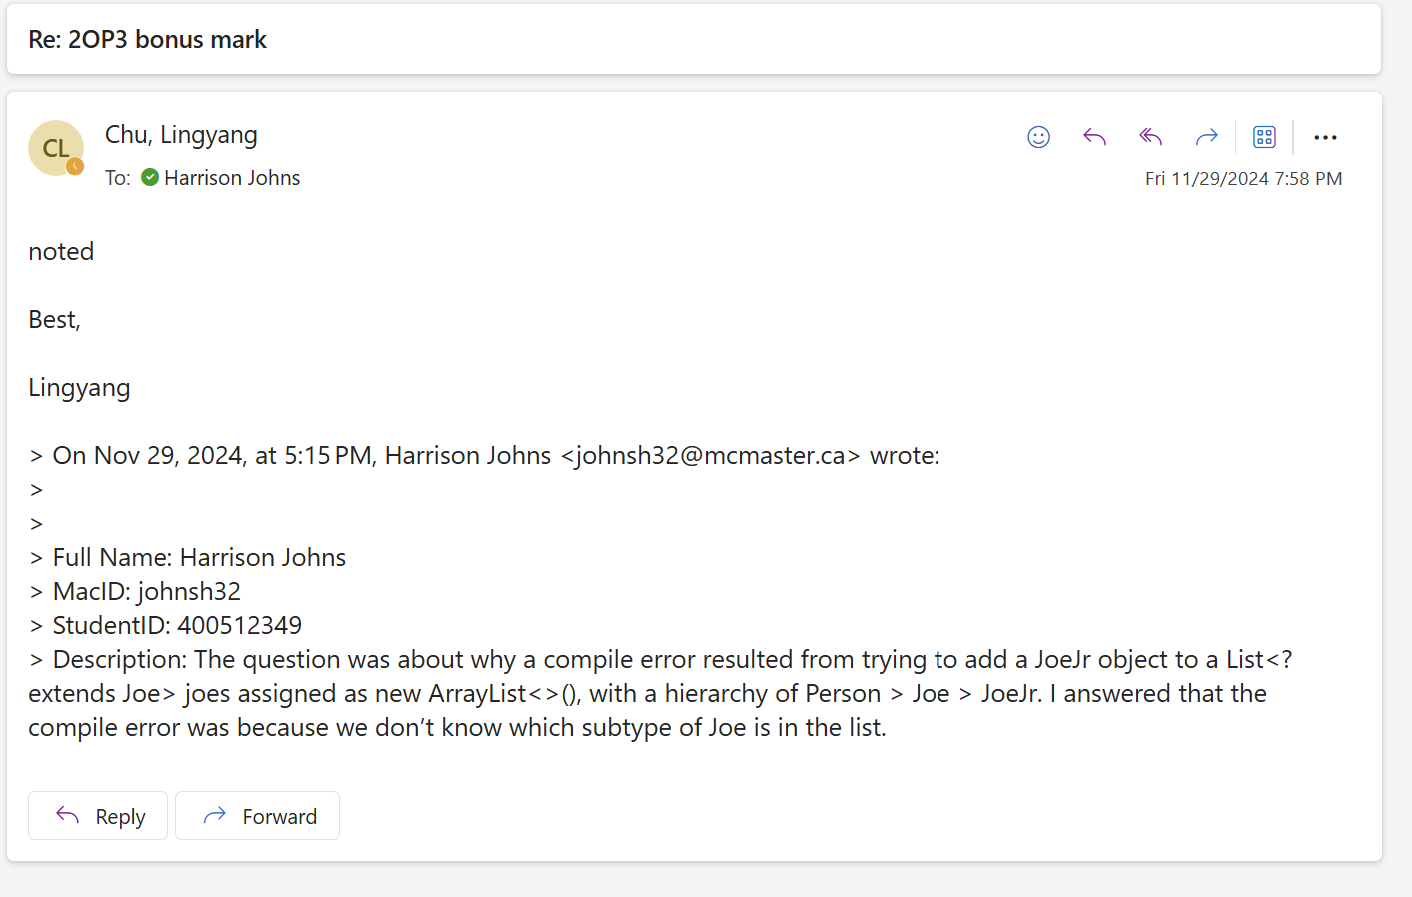 Re: 2OP3 bonus mark
CL
Chu, Lingyang
To: Harrison Johns
Fri 11/29/2024 7:58 PM
noted
Best,
Lingyang
> On Nov 29, 2024, at 5:15 PM, Harrison Johns <johnsh32@mcmaster.ca> wrote:
>
>
> Full Name: Harrison Johns
> MacID: johnsh32
> StudentID: 400512349
> Description: The question was about why a compile error resulted from trying to add a JoeJr object to a List<?
extends Joe> joes assigned as new ArrayList<>(), with a hierarchy of Person > Joe > JoeJr. I answered that the
compile error was because we don’t know which subtype of Joe is in the list.
Reply Forward